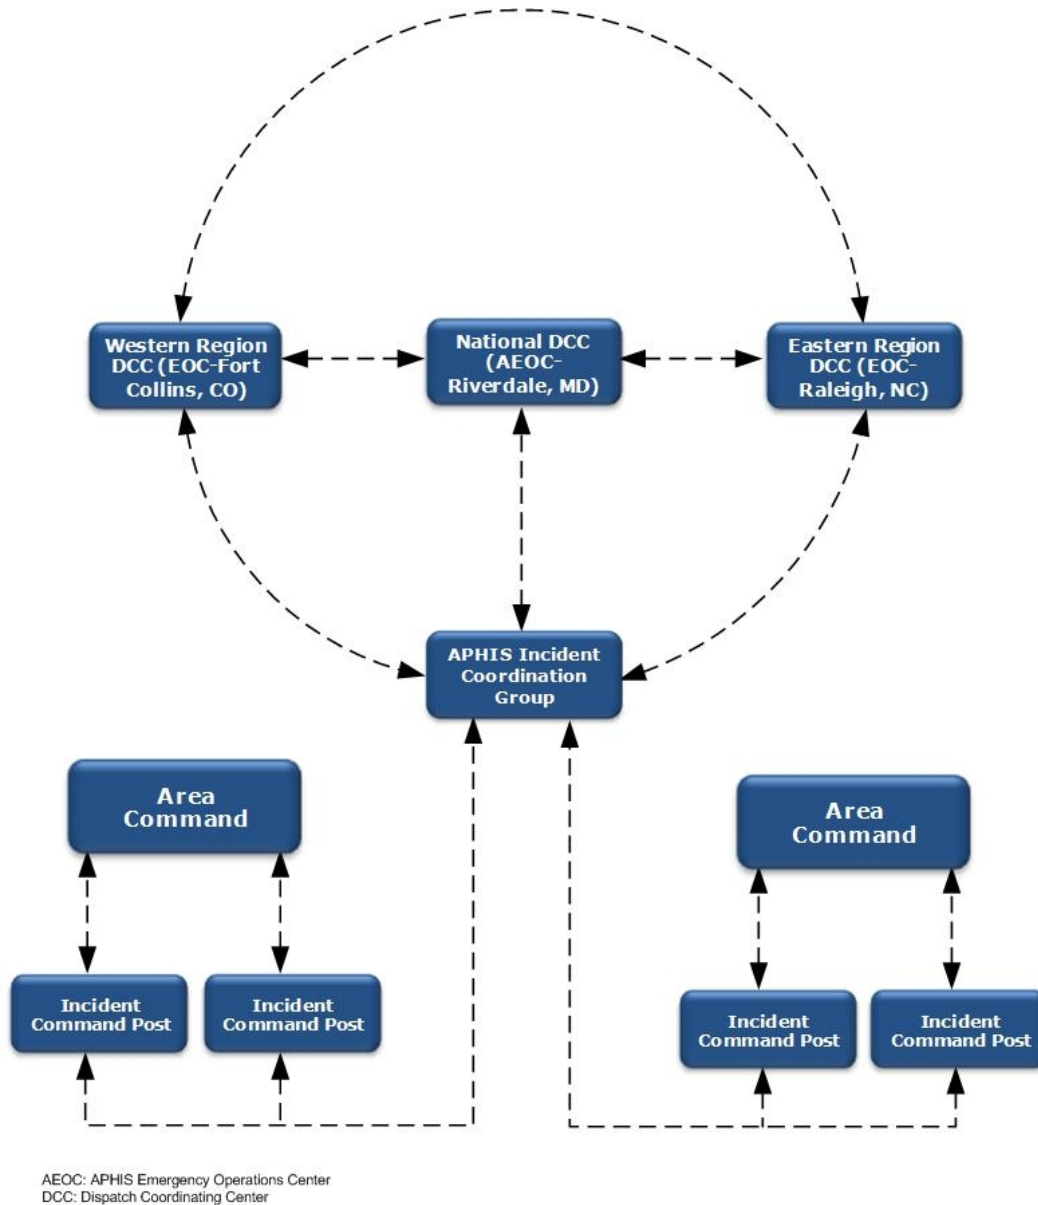 Western Region
DCC (EOC-Fort
Collins, CO)
National DCC
(AEOC-
Riverdale, MD)
Eastern Region
DCC (EOC-
Raleigh, NC)
APHIS Incident
Coordination
Group
Area
Command
Area
Command
Incident
Command Post
Incident
Command Post
Incident
Command Post
Incident
Command Post
AEOC: APHIS Emergency Operations Center
DCC: Dispatch Coordinating Center